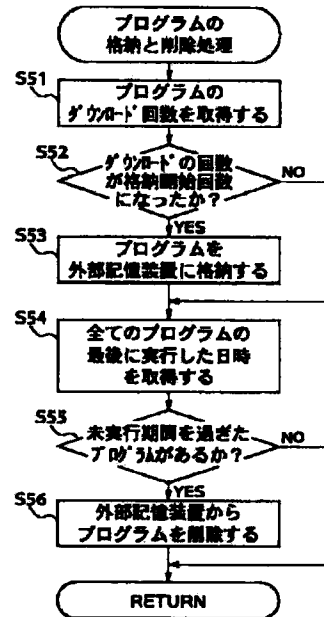 プログラムの
格納と削除処理
S51
プログラムの
ダウンロード回数を取得する
S52
ダウンロードの回数
が格納開始回数
になったか?
NO
YES
S53
プログラムを
外部記憶装置に格納する
S54
全てのプログラムの
最後に実行した日時
を取得する
S55
未実行期間を過ぎた
プログラムがあるか?
NO
YES
S56
外部記憶装置から
プログラムを削除する
RETURN